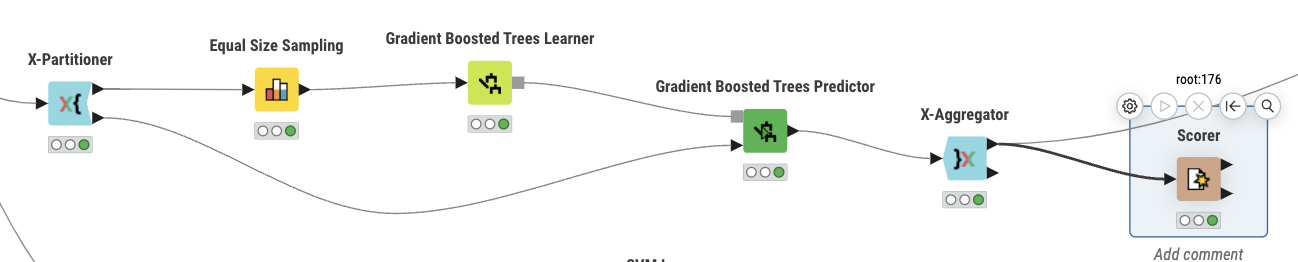 root:176
Gradient Boosted Trees Learner
Equal Size Sampling
X-Partitioner
Gradient Boosted Trees Predictor
X-Aggregator
Scorer
X{
}X
Add comment